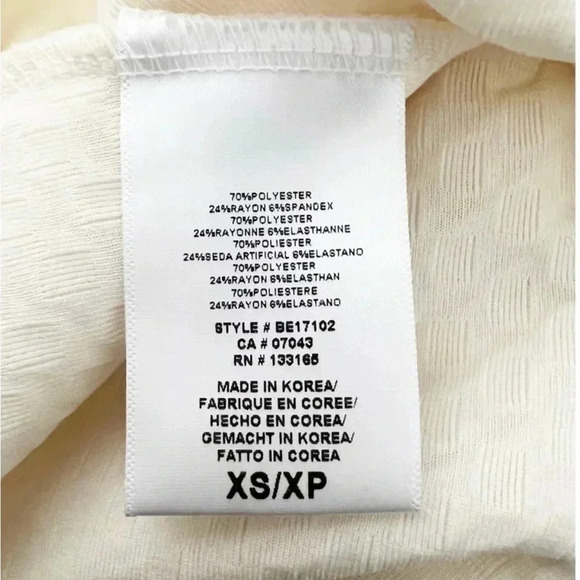 70%POLYESTER
24%RAYON 6%SPANDEX
70%POLYESTER
24%RAYONNE 6%ELASTHANNE
70%POLIESTER
24%SEDA ARTIFICIAL 6%ELASTANO
70%POLYESTER
24%RAYON 6%ELASTHAN
70%POLIESTERE
24%RAYON 6%ELASTANO
STYLE # BE17102
CA # 07043
RN # 133165
MADE IN KOREA/
FABRIQUE EN COREE/
HECHO EN COREA/
GEMACHT IN KOREA/
FATTO IN COREA
XS/XP